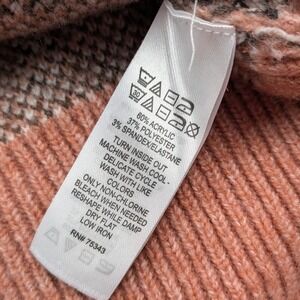 30
60% ACRYLIC
37% POLYESTER
3% SPANDEX/ELASTANE
TURN INSIDE OUT
MACHINE WASH COOL-
DELICATE CYCLE
WASH WITH LIKE
COLORS
ONLY NON-CHLORINE
BLEACH WHEN NEEDED
RESHAPE WHILE DAMP
DRY FLAT
LOW IRON
RN# 75343